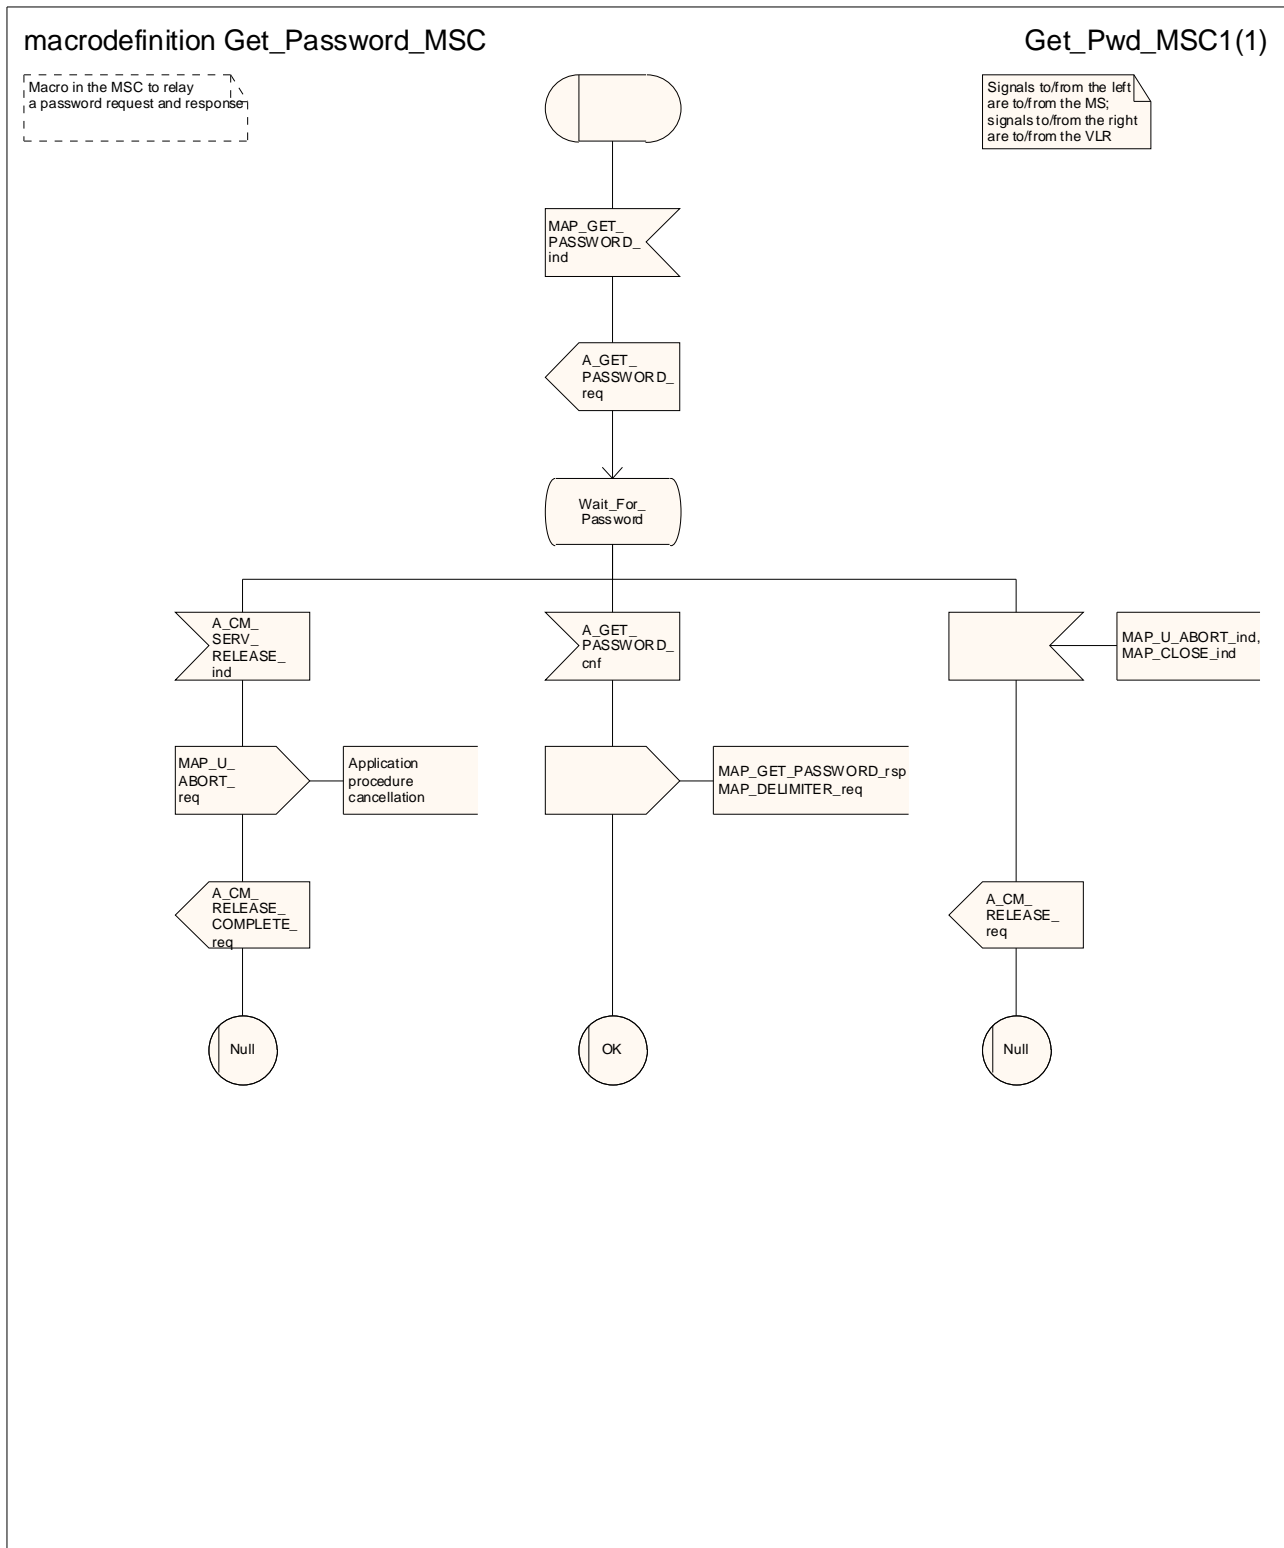 macrodefinition Get_Password_MSC
Get_Pwd_MSC1(1)
Macro in the MSC to relay
a password request and response
Signals to/from the left
are to/from the MS;
signals to/from the right
are to/from the VLR
MAP_GET_
PASSWORD_
ind
A_GET_
PASSWORD_
req
Wait_For_
Password
A_CM_
SERV_
RELEASE_
ind
A_GET_
PASSWORD_
cnf
MAP_U_ABORT_ind,
MAP_CLOSE_ind
MAP_U_
ABORT_
req
Application
procedure
cancellation
MAP_GET_PASSWORD_rsp
MAP_DELIMITER_req
A_CM_
RELEASE_
COMPLETE_
req
A_CM_
RELEASE_
req
Null
OK
Null